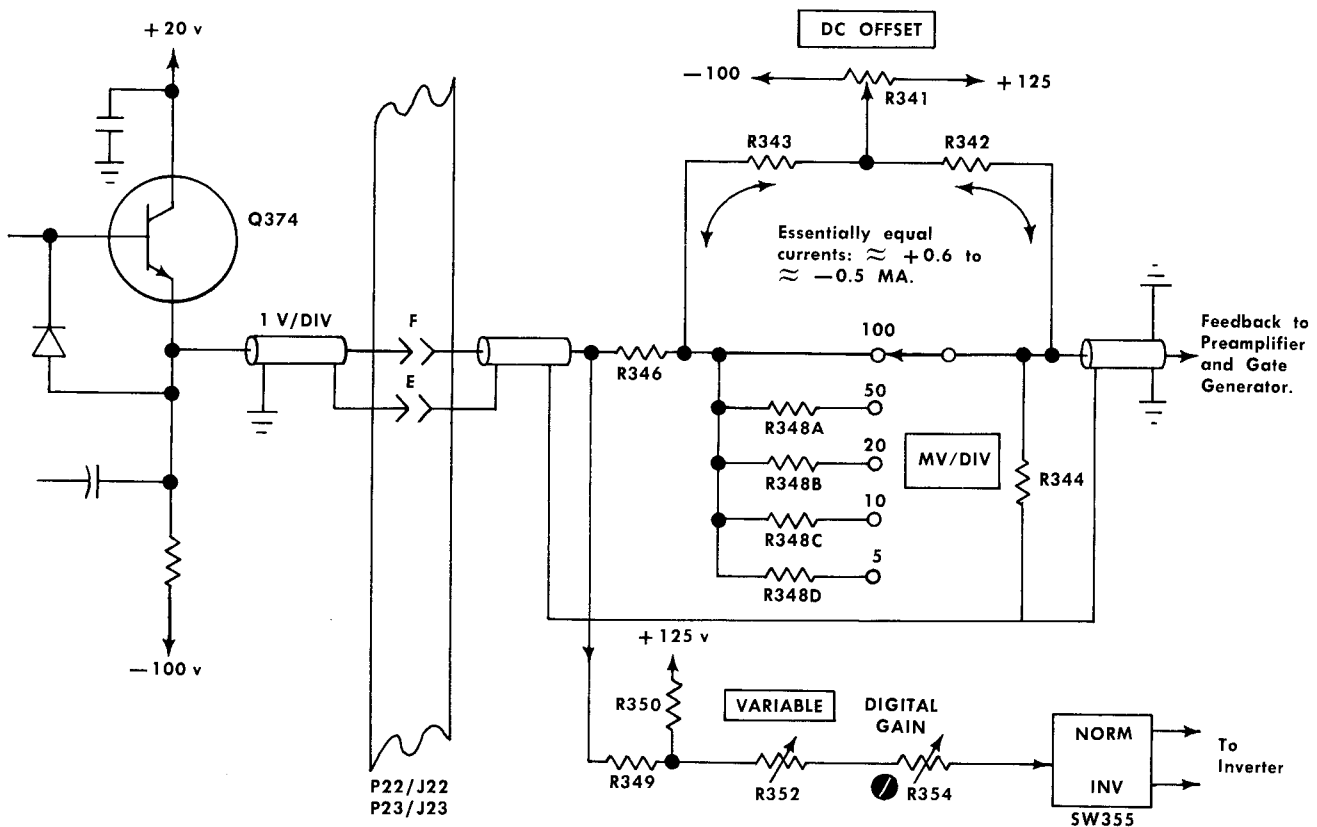 +20 v
DC OFFSET
−100
+125
R341
R343
R342
Q374
Essentially equal
currents: ≈ +0.6 to
≈ −0.5 MA.
1 V/DIV
F
E
R346
100
50
R348A
20
R348B
10
R348C
5
R348D
MV/DIV
R344
Feedback to
Preamplifier
and Gate
Generator.
−100 v
+125 v
R350
R349
VARIABLE
R352
DIGITAL
GAIN
R354
NORM
INV
SW355
To
Inverter
P22/J22
P23/J23